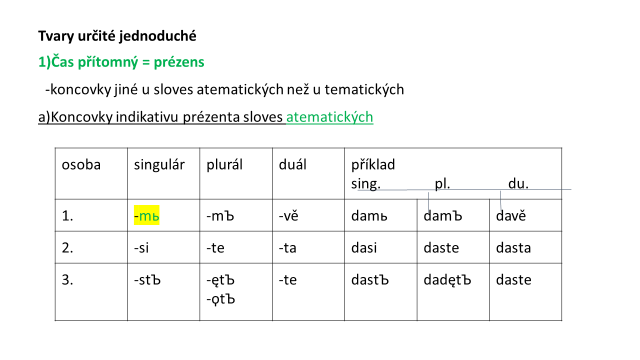 Tvary určité jednoduché
1)Čas přítomný = prézens
-koncovky jiné u sloves atematických než u tematických
a)Koncovky indikativu prézenta sloves atematických
osoba singulár plurál duál příklad
sing. pl. du.
1. -mь -mЪ -vě damь damЪ davě
2. -si -te -ta dasi daste dasta
3. -stЪ -ętЪ -te dastЪ dadętЪ daste
-ǫtЪ